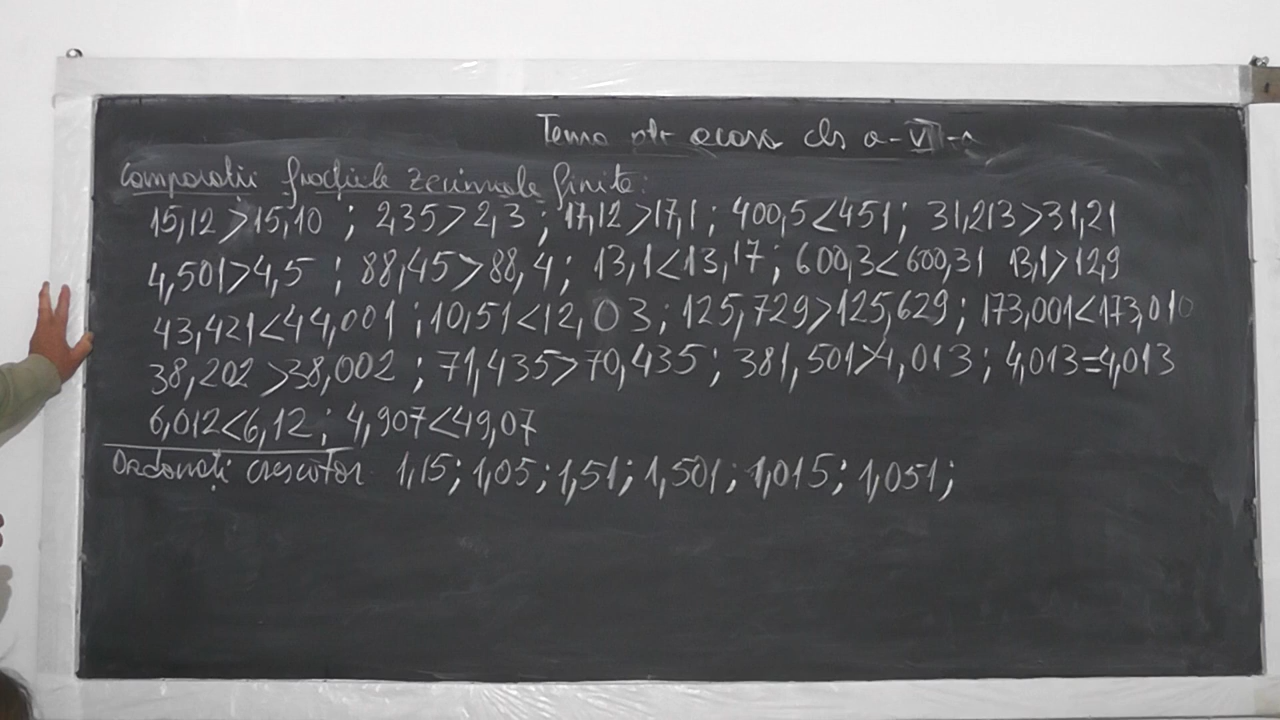 Tema ptr acasa cls a-VI-a
Comparați fracțiile zecimale finite:
15,12>15,10 ; 2,35>2,3 ; 17,12>17,1 ; 400,5<451 ; 31,213>31,21
4,501>4,5 ; 88,45>88,4 ; 13,1<13,17 ; 600,3<600,31 13,1>12,9
43,421<44,001 ; 10,51<12,03 ; 125,729>125,629 ; 173,001<173,010
38,202>38,002 ; 71,435>70,435 ; 381,501>4,013 ; 4,013=4,013
6,012<6,12 ; 4,907<49,07
Ordonați crescător 1,15 ; 1,05 ; 1,51 ; 1,501 ; 1,015 ; 1,051 ;